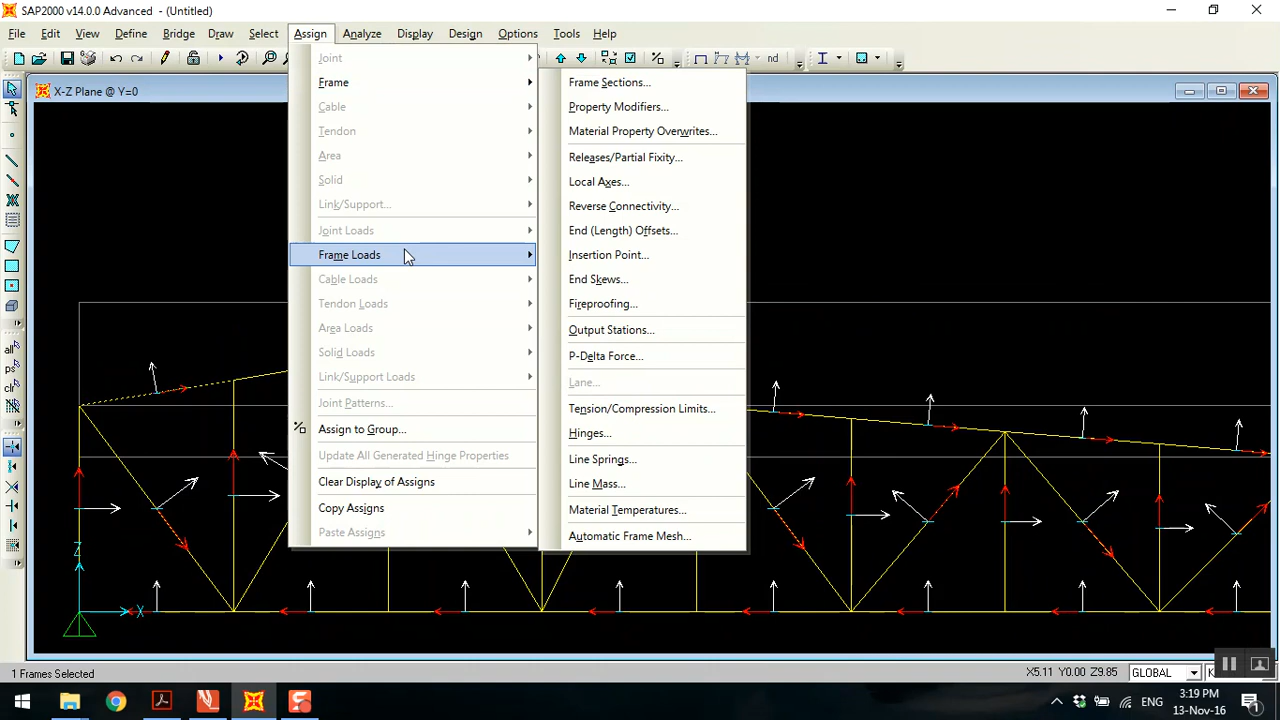 SAP2000 v14.0.0 Advanced - (Untitled)
File Edit View Define Bridge Draw Select Assign Analyze Display Design Options Tools Help
nd
X-Z Plane @ Y=0
Joint
Frame
Cable
Tendon
Area
Solid
Link/Support...
Joint Loads
Frame Loads
Cable Loads
Tendon Loads
Area Loads
Solid Loads
Link/Support Loads
Joint Patterns...
Assign to Group...
Update All Generated Hinge Properties
Clear Display of Assigns
Copy Assigns
Paste Assigns
Frame Sections...
Property Modifiers...
Material Property Overwrites...
Releases/Partial Fixity...
Local Axes...
Reverse Connectivity...
End (Length) Offsets...
Insertion Point...
End Skews...
Fireproofing...
Output Stations...
P-Delta Force...
Lane...
Tension/Compression Limits...
Hinges...
Line Springs...
Line Mass...
Material Temperatures...
Automatic Frame Mesh...
all
ps
clr
Z
X
1 Frames Selected
X5.11 Y0.00 Z9.85
GLOBAL
ENG
3:19 PM
13-Nov-16
1